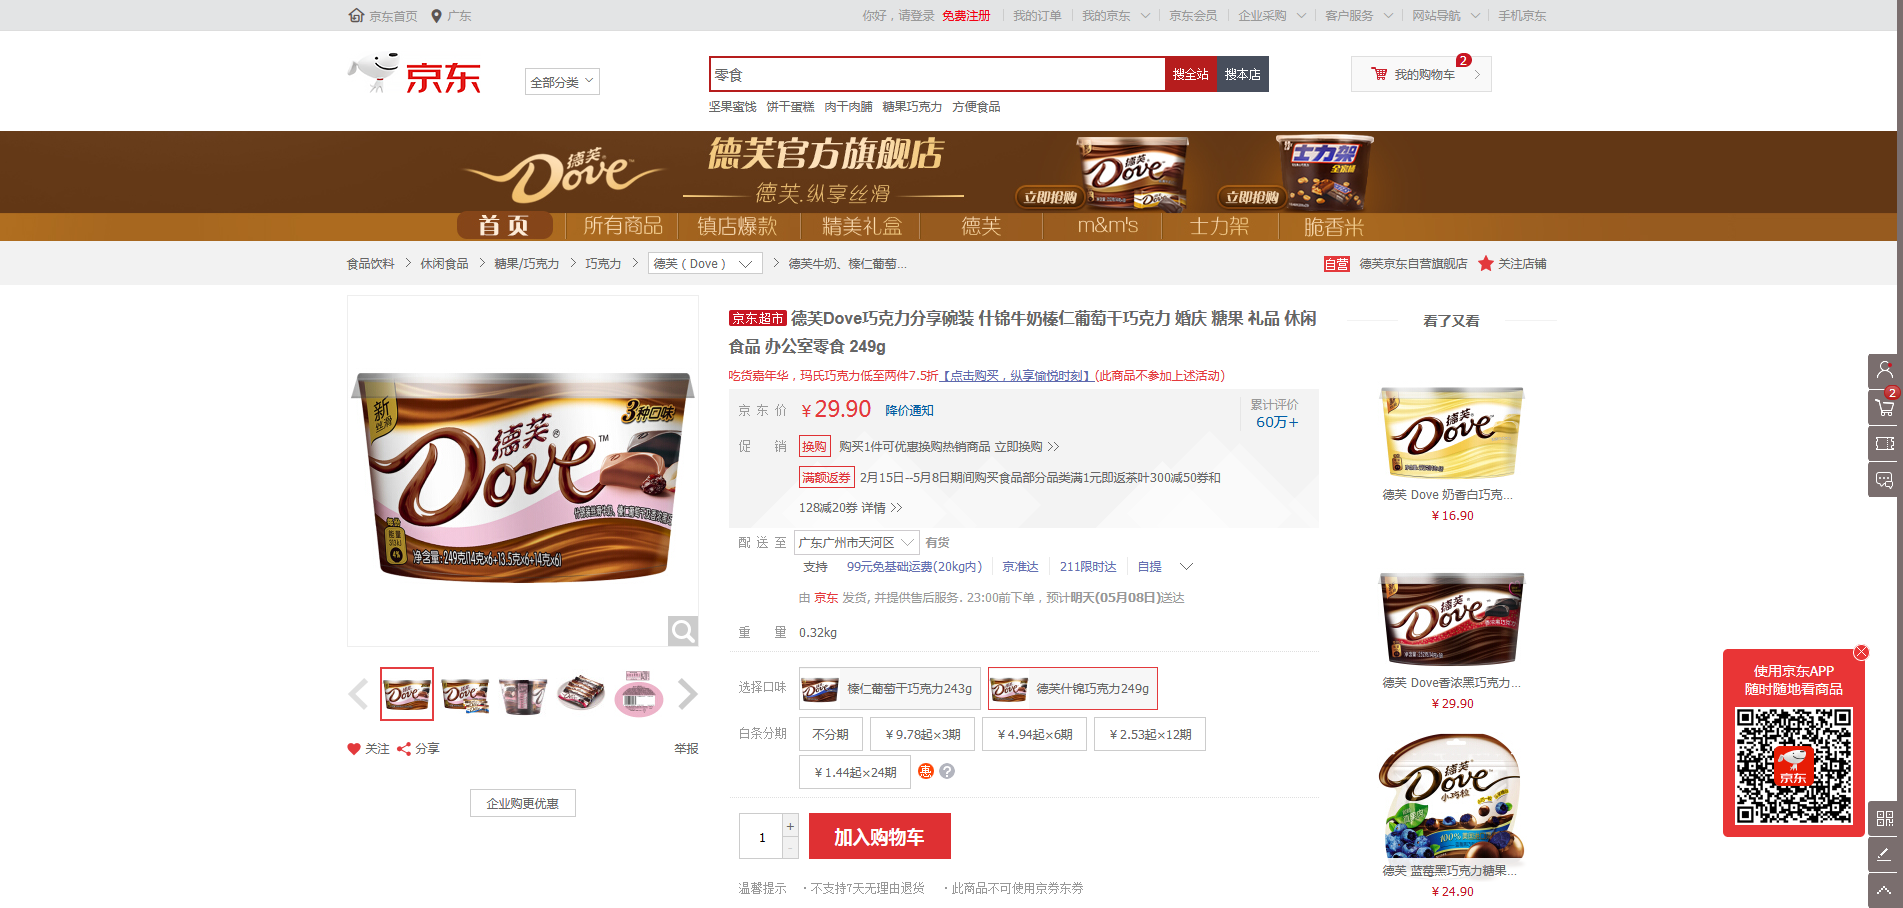 京东首页 广东
你好，请登录 免费注册 我的订单 我的京东 京东会员 企业采购 客户服务 网站导航 手机京东
京东
全部分类
零食
搜全站 搜本店
我的购物车 2
坚果蜜饯 饼干蛋糕 肉干肉脯 糖果巧克力 方便食品
德芙 Dove
德芙官方旗舰店
德芙.纵享丝滑
立即抢购
德芙 Dove
立即抢购
士力架
全家桶
首页 所有商品 镇店爆款 精美礼盒 德芙 m&m's 士力架 脆香米
食品饮料 > 休闲食品 > 糖果/巧克力 > 巧克力 > 德芙（Dove） > 德芙牛奶、榛仁葡萄...
自营 德芙京东自营旗舰店 关注店铺
新丝滑
3种口味
德芙® Dove™
净含量: 249克(14克x6+13.5克x6+14克x6)
关注 分享 举报
企业购更优惠
京东超市 德芙Dove巧克力分享碗装 什锦牛奶榛仁葡萄干巧克力 婚庆 糖果 礼品 休闲
食品 办公室零食 249g
吃货嘉年华，玛氏巧克力低至两件7.5折【点击购买，纵享愉悦时刻】(此商品不参加上述活动)
京东价 ￥29.90 降价通知
累计评价
60万+
促销 换购 购买1件可优惠换购热销商品 立即换购 >>
满额返券 2月15日--5月8日期间购买食品部分品类满1元即返茶叶300减50券和
128减20券 详情 >>
配送至 广东广州市天河区 有货
支持 99元免基础运费(20kg内) 京准达 211限时达 自提
由 京东 发货, 并提供售后服务. 23:00前下单，预计明天(05月08日)送达
重量 0.32kg
选择口味 榛仁葡萄干巧克力243g 德芙什锦巧克力249g
白条分期 不分期 ￥9.78起×3期 ￥4.94起×6期 ￥2.53起×12期
￥1.44起×24期 惠 ?
1 + -
加入购物车
温馨提示 ·不支持7天无理由退货 ·此商品不可使用京券东券
看了又看
德芙 Dove
德芙 Dove 奶香白巧克...
￥16.90
德芙 Dove
德芙 Dove香浓黑巧克力...
￥29.90
德芙 Dove
小巧粒
100%
德芙 蓝莓黑巧克力糖果...
￥24.90
2
使用京东APP
随时随地看商品
京东